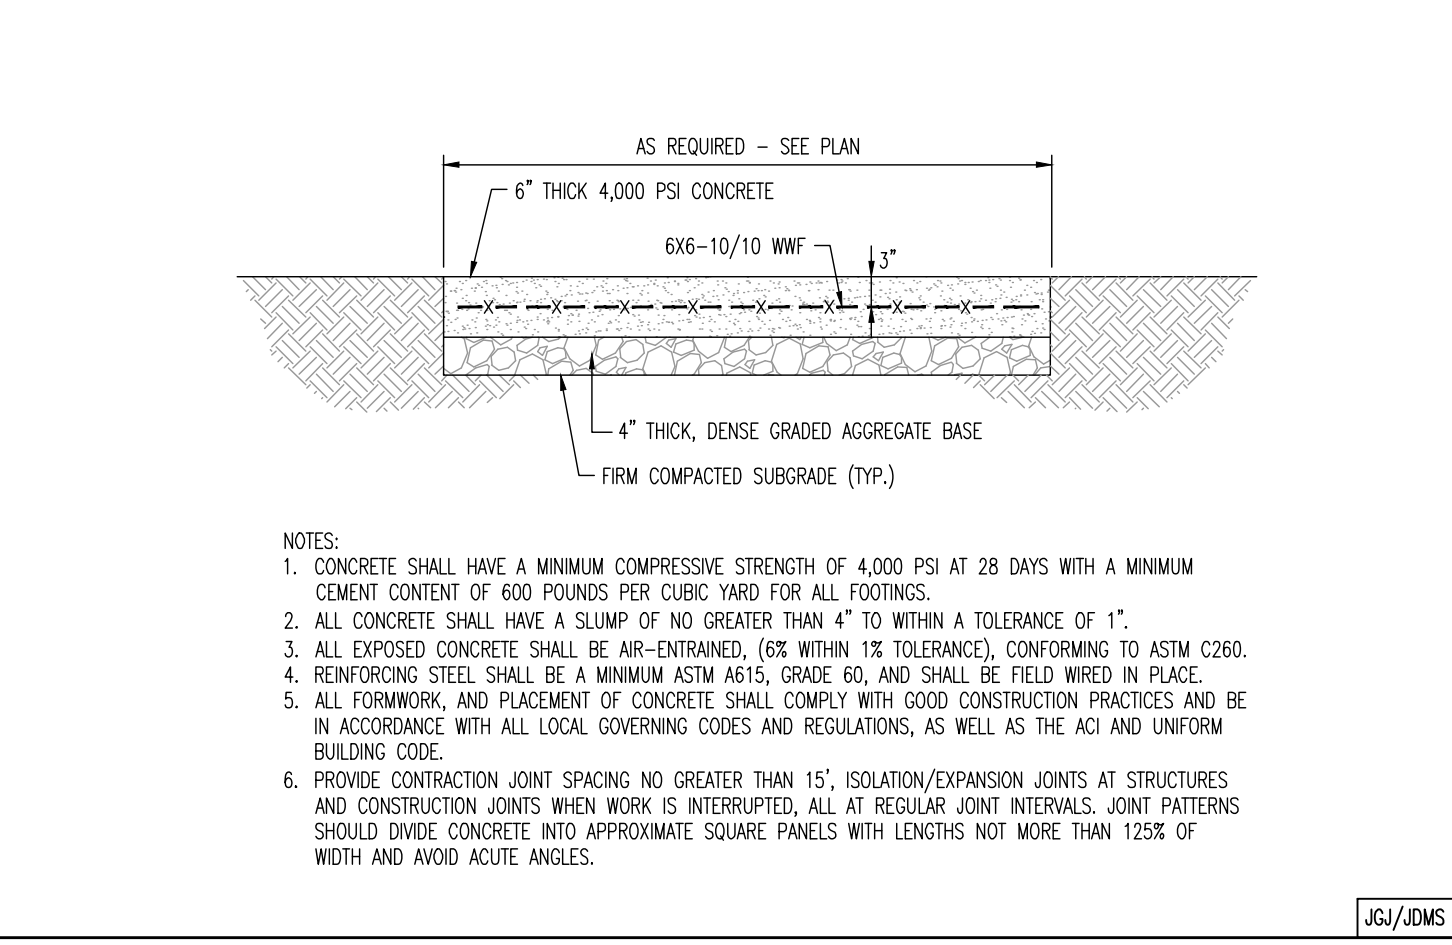 AS REQUIRED – SEE PLAN
6" THICK 4,000 PSI CONCRETE
6X6–10/10 WWF
3"
X X X X X X X X
4" THICK, DENSE GRADED AGGREGATE BASE
FIRM COMPACTED SUBGRADE (TYP.)
NOTES:
1. CONCRETE SHALL HAVE A MINIMUM COMPRESSIVE STRENGTH OF 4,000 PSI AT 28 DAYS WITH A MINIMUM
CEMENT CONTENT OF 600 POUNDS PER CUBIC YARD FOR ALL FOOTINGS.
2. ALL CONCRETE SHALL HAVE A SLUMP OF NO GREATER THAN 4" TO WITHIN A TOLERANCE OF 1".
3. ALL EXPOSED CONCRETE SHALL BE AIR–ENTRAINED, (6% WITHIN 1% TOLERANCE), CONFORMING TO ASTM C260.
4. REINFORCING STEEL SHALL BE A MINIMUM ASTM A615, GRADE 60, AND SHALL BE FIELD WIRED IN PLACE.
5. ALL FORMWORK, AND PLACEMENT OF CONCRETE SHALL COMPLY WITH GOOD CONSTRUCTION PRACTICES AND BE
IN ACCORDANCE WITH ALL LOCAL GOVERNING CODES AND REGULATIONS, AS WELL AS THE ACI AND UNIFORM
BUILDING CODE.
6. PROVIDE CONTRACTION JOINT SPACING NO GREATER THAN 15', ISOLATION/EXPANSION JOINTS AT STRUCTURES
AND CONSTRUCTION JOINTS WHEN WORK IS INTERRUPTED, ALL AT REGULAR JOINT INTERVALS. JOINT PATTERNS
SHOULD DIVIDE CONCRETE INTO APPROXIMATE SQUARE PANELS WITH LENGTHS NOT MORE THAN 125% OF
WIDTH AND AVOID ACUTE ANGLES.
JGJ/JDMS